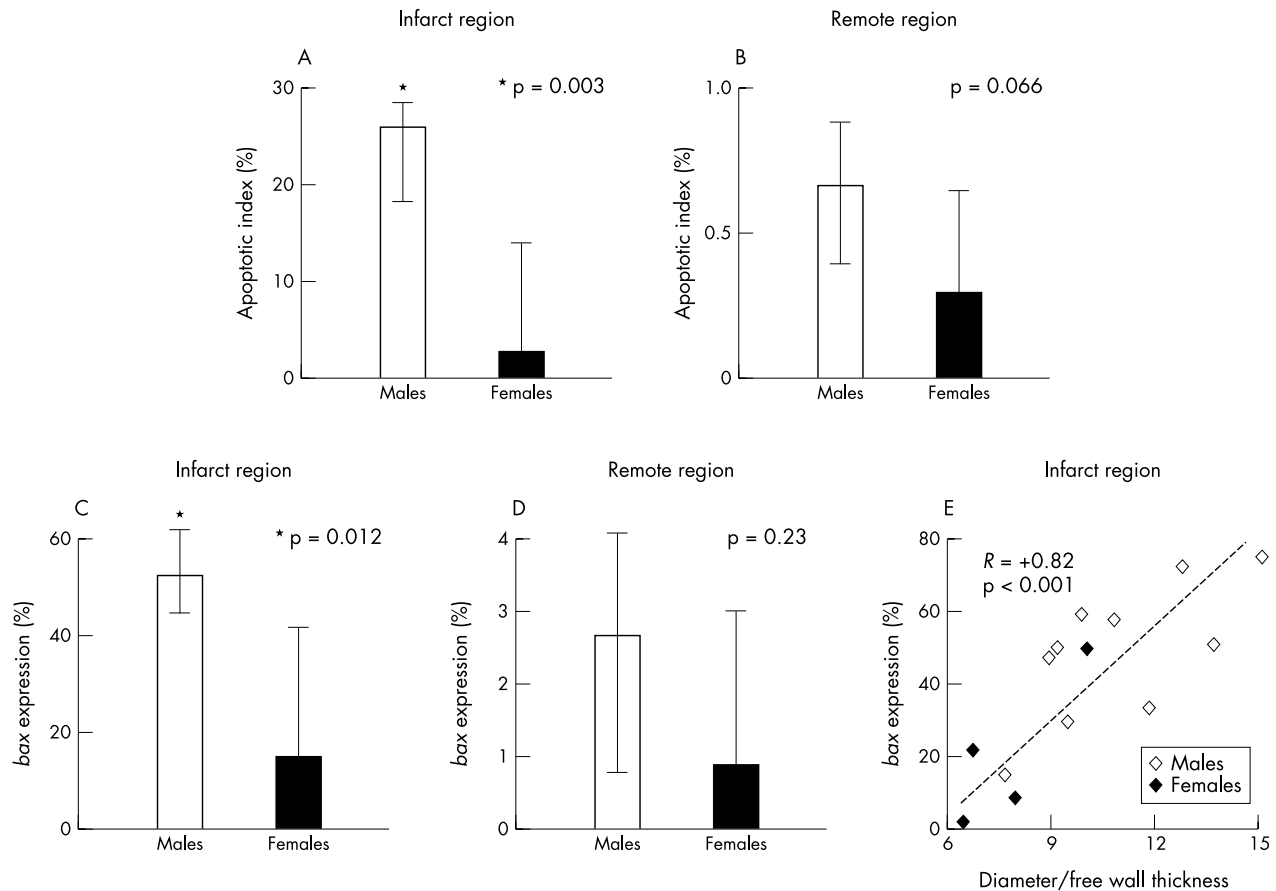 Infarct region
A
Apoptotic index (%)
30
20
10
0
* p = 0.003
*
Males
Females
Remote region
B
Apoptotic index (%)
1.0
0.5
0
p = 0.066
Males
Females
Infarct region
C
bax expression (%)
60
40
20
0
* p = 0.012
*
Males
Females
Remote region
D
bax expression (%)
4
3
2
1
0
p = 0.23
Males
Females
Infarct region
E
bax expression (%)
80
60
40
20
0
R = +0.82
p < 0.001
Males
Females
6
9
12
15
Diameter/free wall thickness